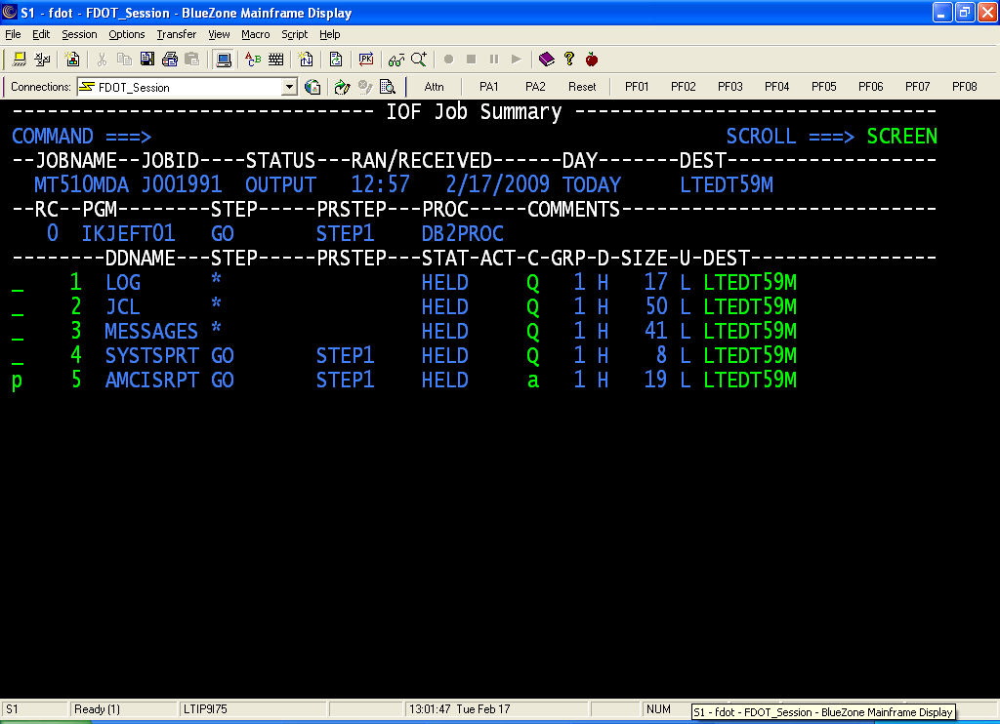 S1 - fdot - FDOT_Session - BlueZone Mainframe Display
File Edit Session Options Transfer View Macro Script Help
Connections: FDOT_Session Attn PA1 PA2 Reset PF01 PF02 PF03 PF04 PF05 PF06 PF07 PF08
------------------------------- IOF Job Summary -------------------------------
COMMAND ===> SCROLL ===> SCREEN
--JOBNAME--JOBID----STATUS---RAN/RECEIVED------DAY-------DEST------------------
MT510MDA J001991 OUTPUT 12:57 2/17/2009 TODAY LTEDT59M
--RC--PGM--------STEP-----PRSTEP---PROC-----COMMENTS---------------------------
0 IKJEFT01 GO STEP1 DB2PROC
--------DDNAME---STEP-----PRSTEP---STAT-ACT-C-GRP-D-SIZE-U-DEST----------------
_ 1 LOG * HELD Q 1 H 17 L LTEDT59M
_ 2 JCL * HELD Q 1 H 50 L LTEDT59M
_ 3 MESSAGES * HELD Q 1 H 41 L LTEDT59M
_ 4 SYSTSPRT GO STEP1 HELD Q 1 H 8 L LTEDT59M
p 5 AMCISRPT GO STEP1 HELD a 1 H 19 L LTEDT59M
S1 Ready (1) LTIP9I75 13:01:47 Tue Feb 17 NUM
S1 - fdot - FDOT_Session - BlueZone Mainframe Display